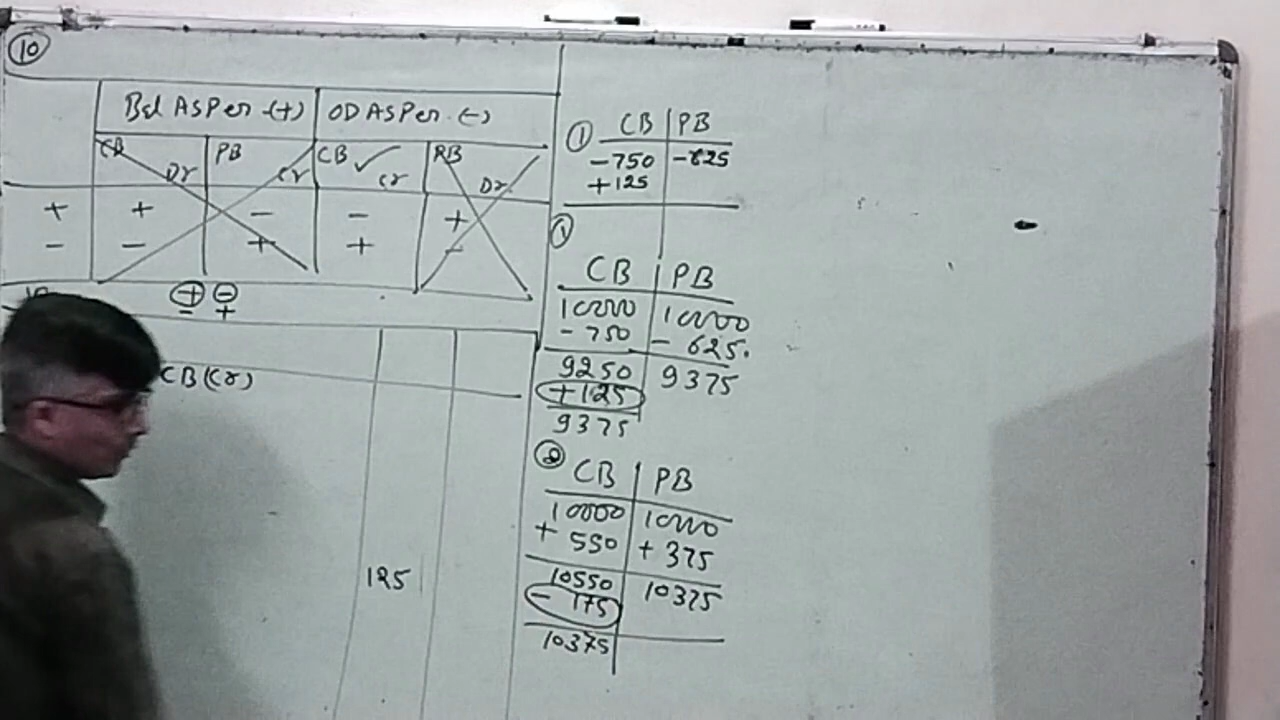 10
Bal AS Per (+) OD AS Per (-)
CB Dr PB Cr CB ✓ Cr PB Dr
+ + - - +
- - + + -
+ -
- +
CB (Cr)
125
①
CB PB
-750 -625
+125
①
CB PB
10000 10000
- 750 - 625.
9250 9375
+125
9375
②
CB PB
10000 10000
+ 550 + 375
10550 10375
- 175
10375